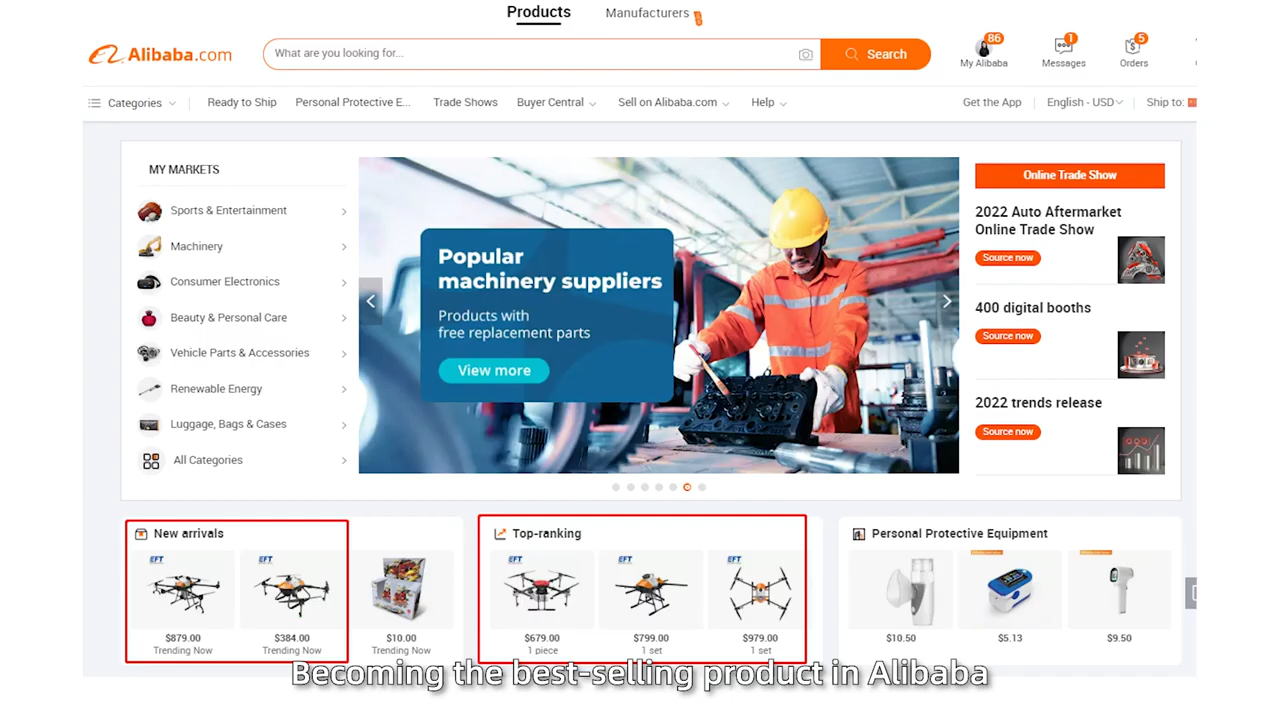 Products
Manufacturers
Alibaba.com
What are you looking for...
Search
86
My Alibaba
1
Messages
5
Orders
Categories
Ready to Ship
Personal Protective E...
Trade Shows
Buyer Central
Sell on Alibaba.com
Help
Get the App
English - USD
Ship to:
MY MARKETS
Sports & Entertainment
Machinery
Consumer Electronics
Beauty & Personal Care
Vehicle Parts & Accessories
Renewable Energy
Luggage, Bags & Cases
All Categories
Popular
machinery suppliers
Products with
free replacement parts
View more
Online Trade Show
2022 Auto Aftermarket
Online Trade Show
Source now
400 digital booths
Source now
2022 trends release
Source now
New arrivals
EFT
EFT
$879.00
$384.00
$10.00
Trending Now
Trending Now
Trending Now
Top-ranking
EFT
EFT
EFT
$679.00
$799.00
$979.00
1 piece
1 set
1 set
Personal Protective Equipment
$10.50
$5.13
$9.50
Becoming the best-selling product in Alibaba